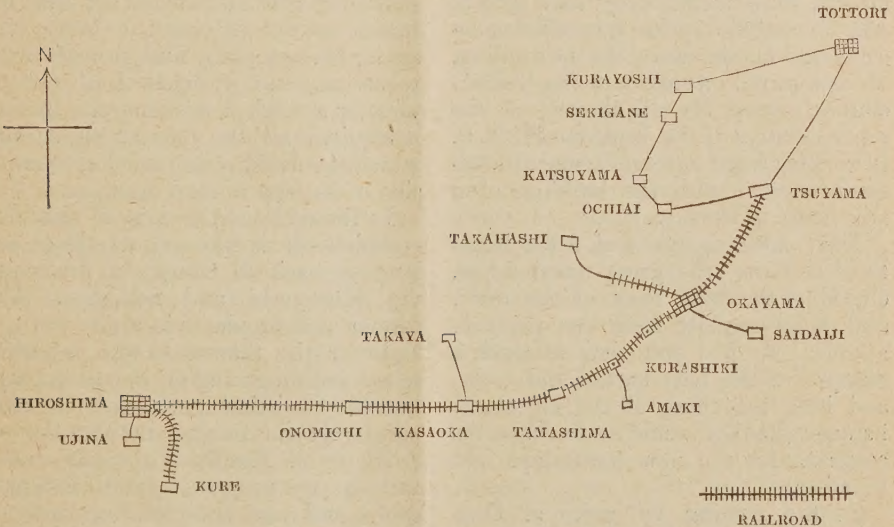 TOTTORI
N
KURAYOSHI
SEKIGANE
KATSUYAMA
TSUYAMA
OCHIAI
TAKAHASHI
OKAYAMA
SAIDAIJI
TAKAYA
KURASHIKI
HIROSHIMA
AMAKI
ONOMICHI
KASAOKA
TAMASHIMA
UJINA
KURE
RAILROAD